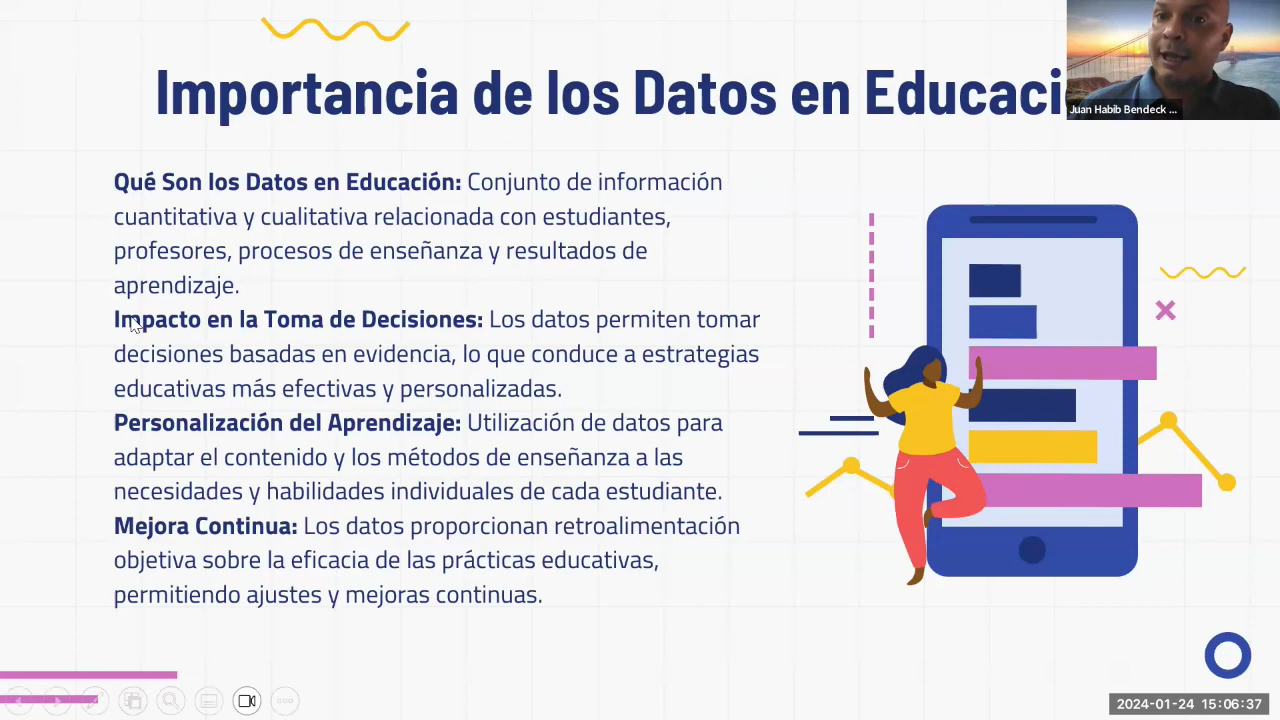 Importancia de los Datos en Educaci
Juan Habib Bendeck ...
Qué Son los Datos en Educación: Conjunto de información
cuantitativa y cualitativa relacionada con estudiantes,
profesores, procesos de enseñanza y resultados de
aprendizaje.
Impacto en la Toma de Decisiones: Los datos permiten tomar
decisiones basadas en evidencia, lo que conduce a estrategias
educativas más efectivas y personalizadas.
Personalización del Aprendizaje: Utilización de datos para
adaptar el contenido y los métodos de enseñanza a las
necesidades y habilidades individuales de cada estudiante.
Mejora Continua: Los datos proporcionan retroalimentación
objetiva sobre la eficacia de las prácticas educativas,
permitiendo ajustes y mejoras continuas.
2024-01-24 15:06:37